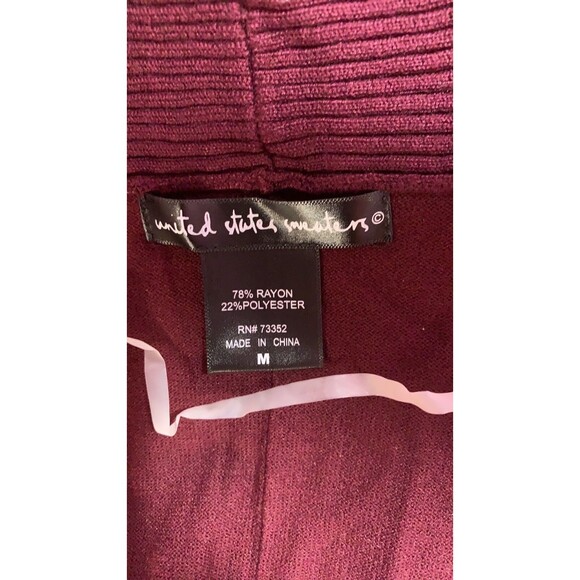 united states sweaters©
78% RAYON
22%POLYESTER
RN# 73352
MADE IN CHINA
M